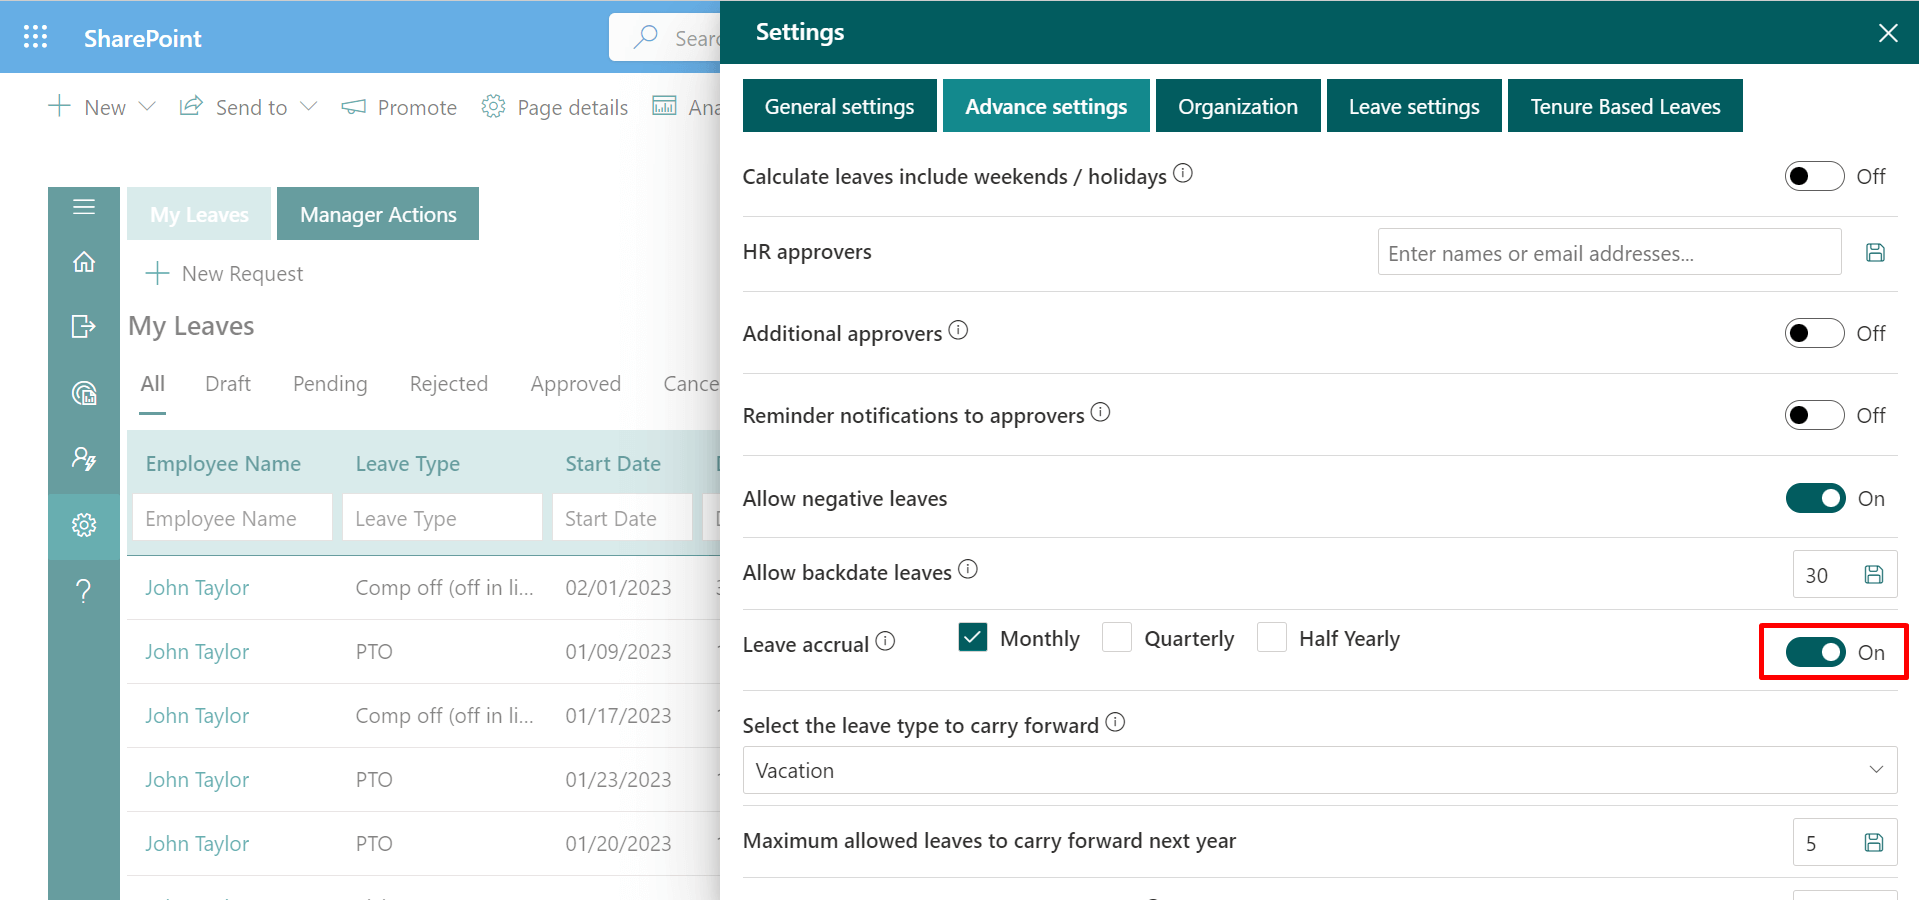 SharePoint
Searc
Settings
New
Send to
Promote
Page details
Ana
General settings
Advance settings
Organization
Leave settings
Tenure Based Leaves
My Leaves
Manager Actions
New Request
My Leaves
All
Draft
Pending
Rejected
Approved
Cance
Employee Name
Leave Type
Start Date
Employee Name
Leave Type
Start Date
John Taylor
Comp off (off in li...
02/01/2023
John Taylor
PTO
01/09/2023
John Taylor
Comp off (off in li...
01/17/2023
John Taylor
PTO
01/23/2023
John Taylor
PTO
01/20/2023
Calculate leaves include weekends / holidays
Off
HR approvers
Enter names or email addresses...
Additional approvers
Off
Reminder notifications to approvers
Off
Allow negative leaves
On
Allow backdate leaves
30
Leave accrual
Monthly
Quarterly
Half Yearly
On
Select the leave type to carry forward
Vacation
Maximum allowed leaves to carry forward next year
5